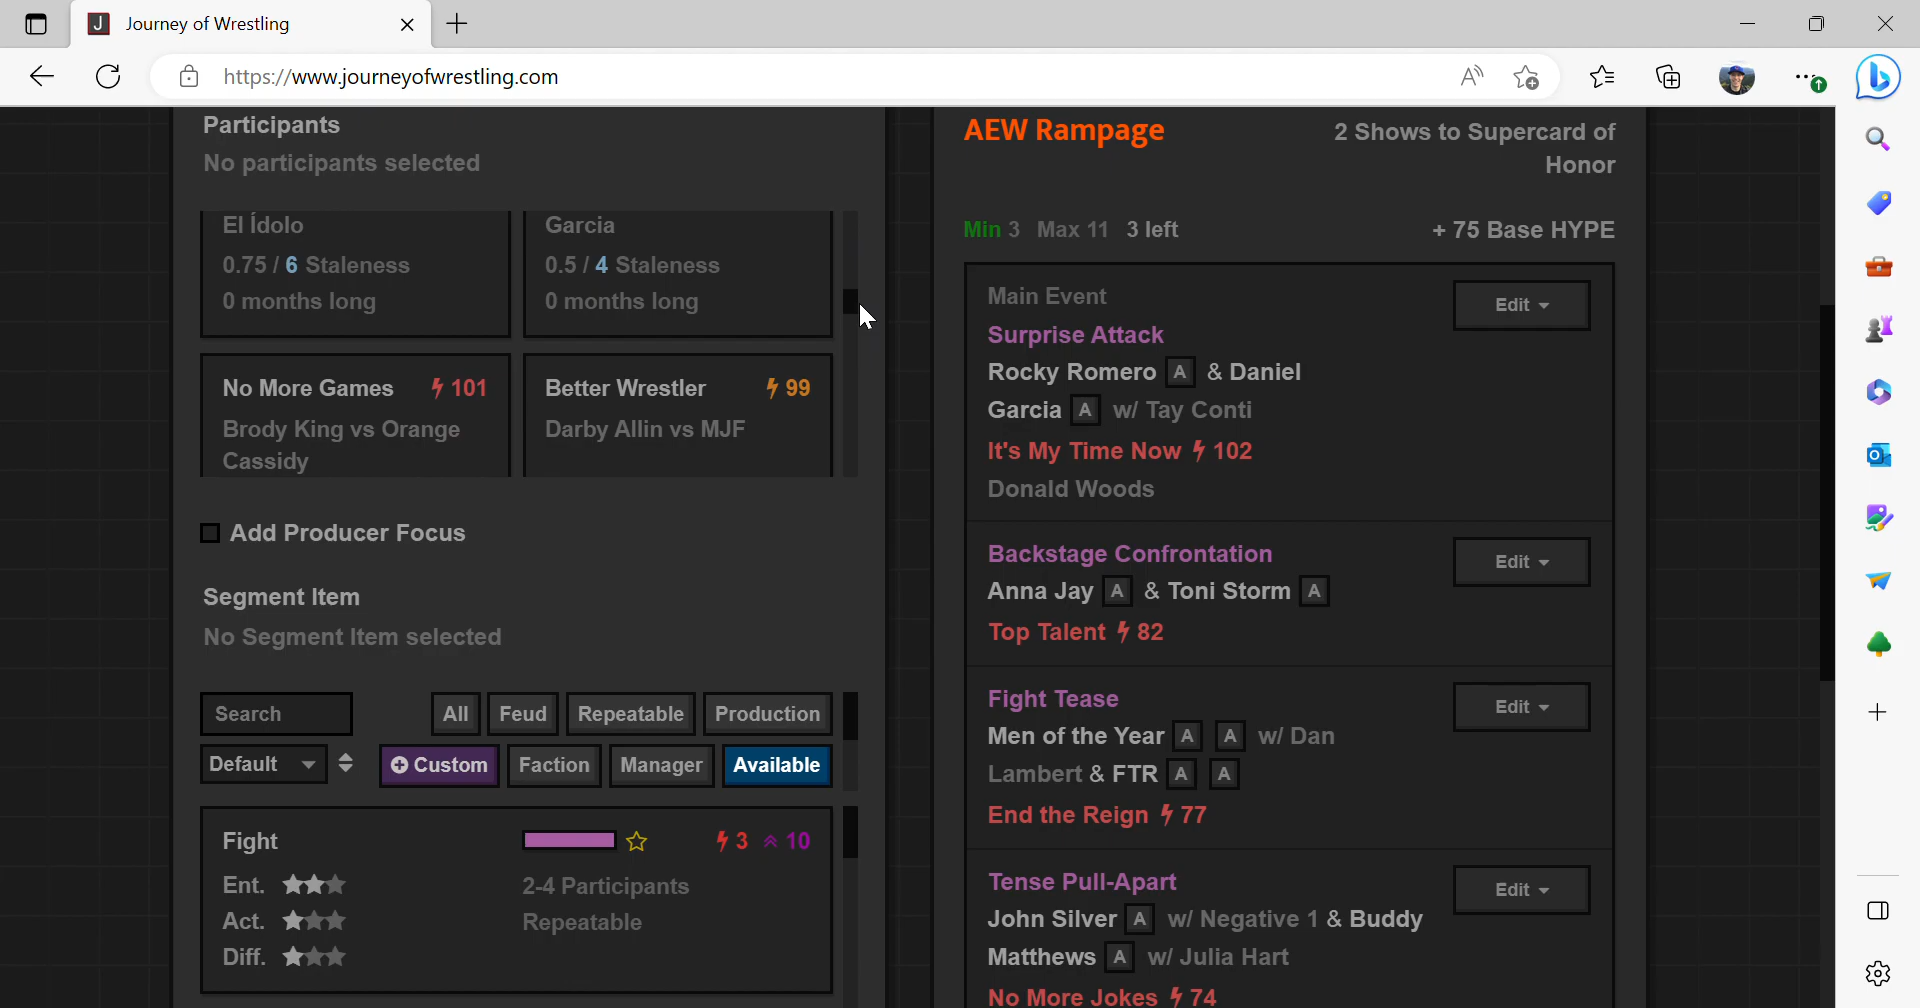 Journey of Wrestling
https://www.journeyofwrestling.com
Participants
No participants selected
El Ídolo
0.75 / 6 Staleness
0 months long
Garcia
0.5 / 4 Staleness
0 months long
No More Games 101
Brody King vs Orange
Cassidy
Better Wrestler 99
Darby Allin vs MJF
Add Producer Focus
Segment Item
No Segment Item selected
Search All Feud Repeatable Production
Default Custom Faction Manager Available
Fight 3 10
Ent. 2-4 Participants
Act. Repeatable
Diff.
AEW Rampage
2 Shows to Supercard of
Honor
Min 3 Max 11 3 left + 75 Base HYPE
Main Event
Edit
Surprise Attack
Rocky Romero A & Daniel
Garcia A w/ Tay Conti
It's My Time Now 102
Donald Woods
Backstage Confrontation
Edit
Anna Jay A & Toni Storm A
Top Talent 82
Fight Tease
Edit
Men of the Year A A w/ Dan
Lambert & FTR A A
End the Reign 77
Tense Pull-Apart
Edit
John Silver A w/ Negative 1 & Buddy
Matthews A w/ Julia Hart
No More Jokes 74